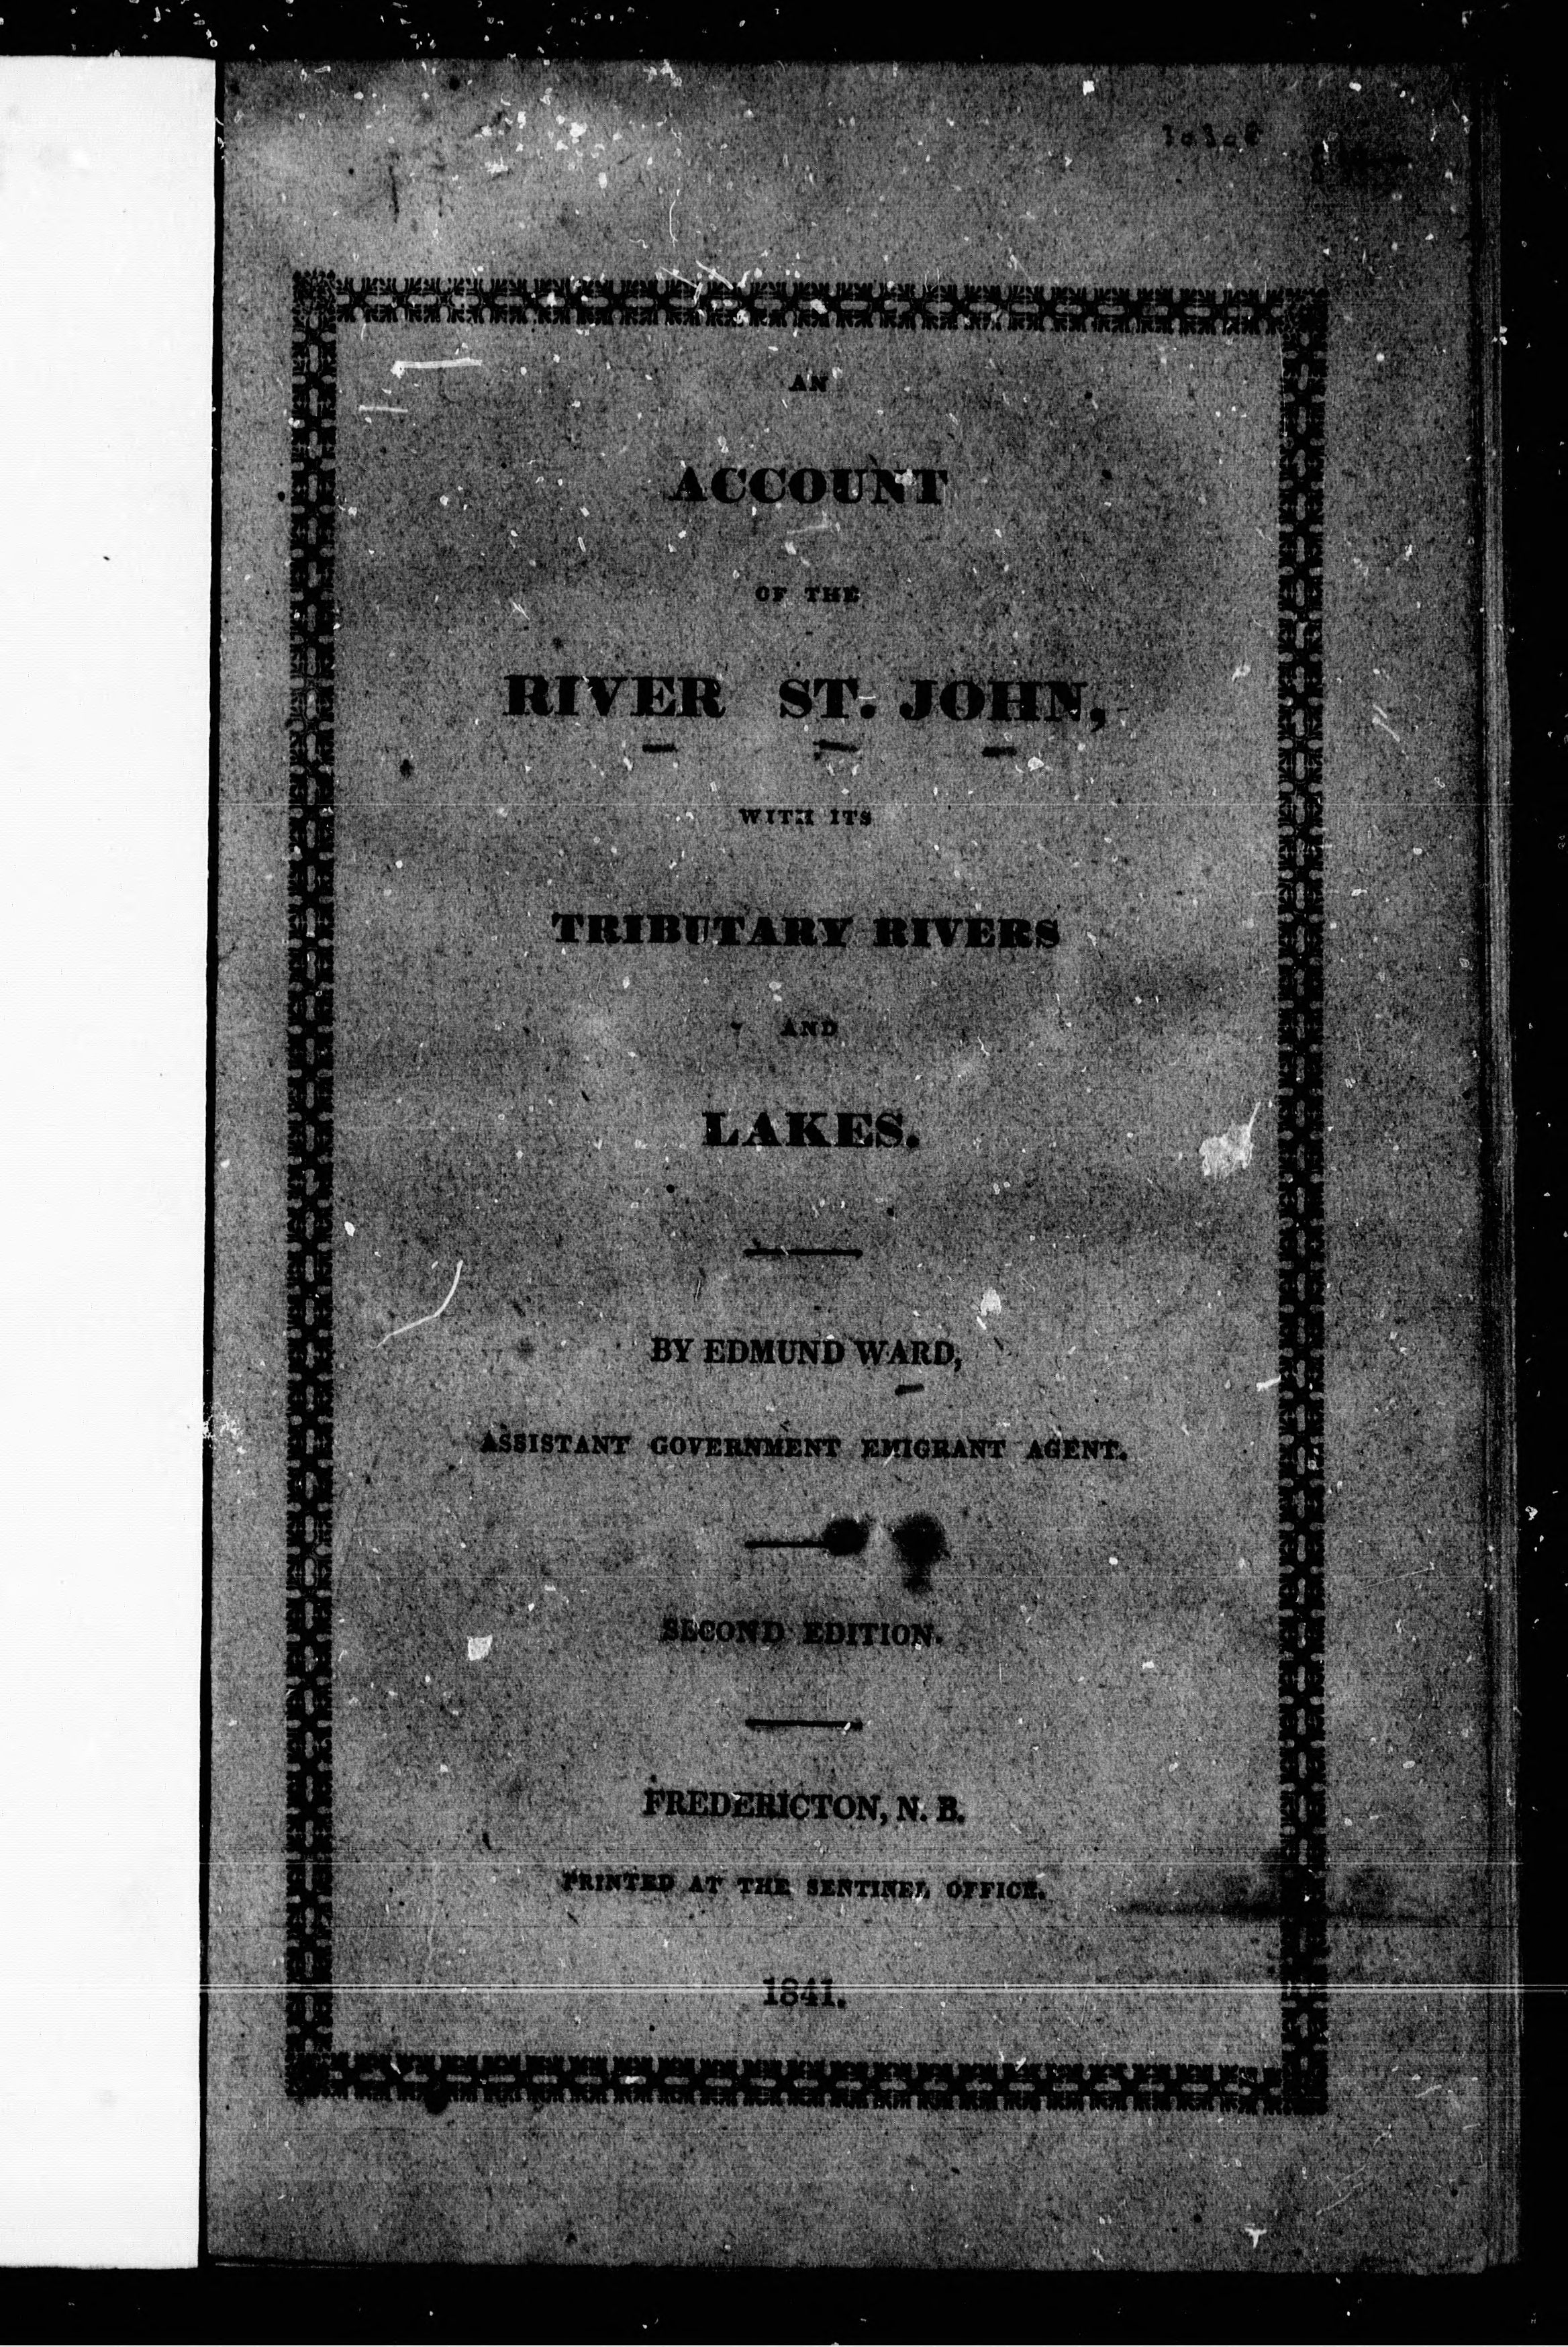 AN
ACCOUNT
OF THE
RIVER ST. JOHN,
WITH ITS
TRIBUTARY RIVERS
AND
LAKES.
BY EDMUND WARD,
ASSISTANT GOVERNMENT EMIGRANT AGENT.
SECOND EDITION.
FREDERICTON, N. B.
PRINTED AT THE SENTINEL OFFICE.
1841.